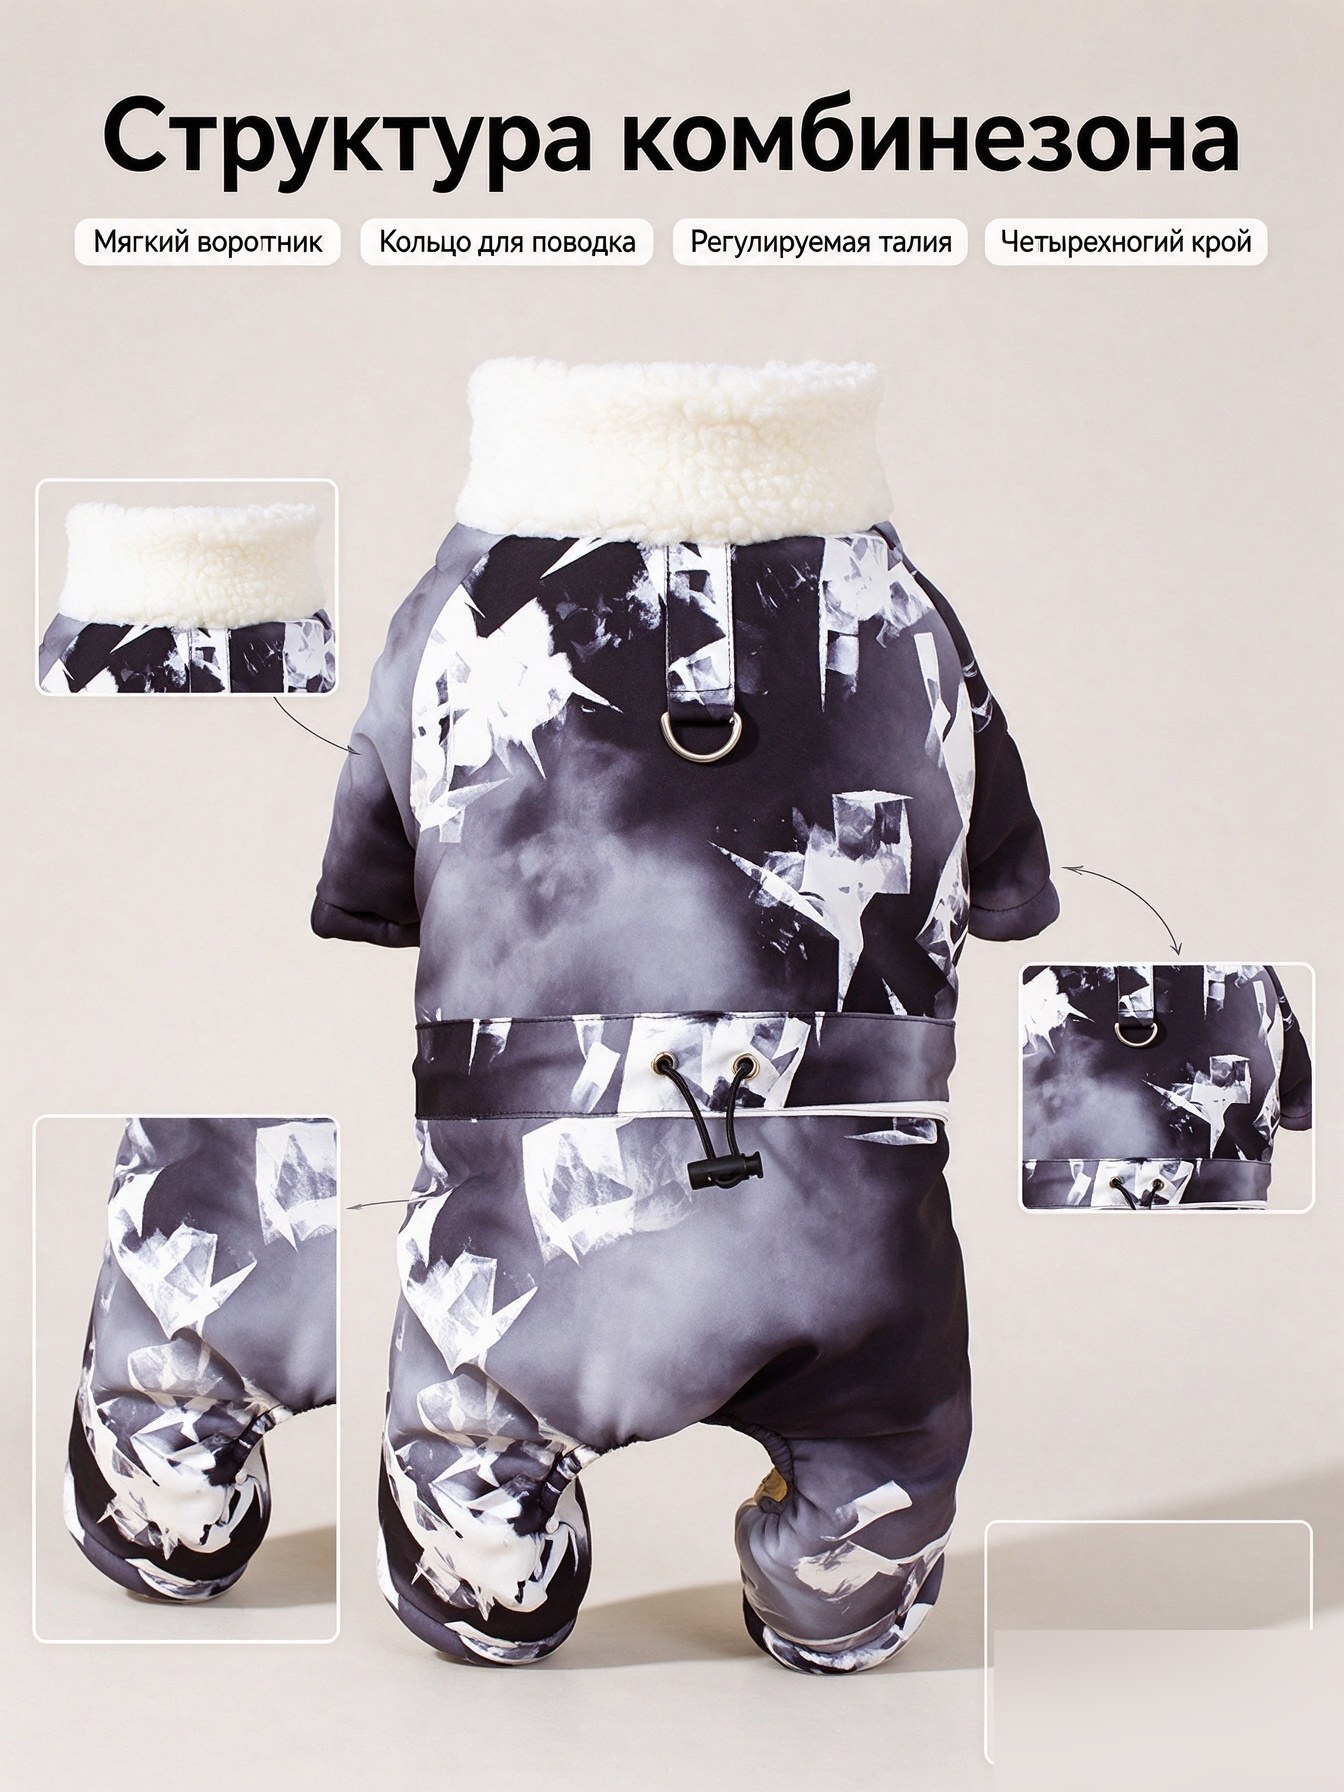 Структура комбинезона
Мягкий воротник
Кольцо для поводка
Регулируемая талия
Четырехногий крой